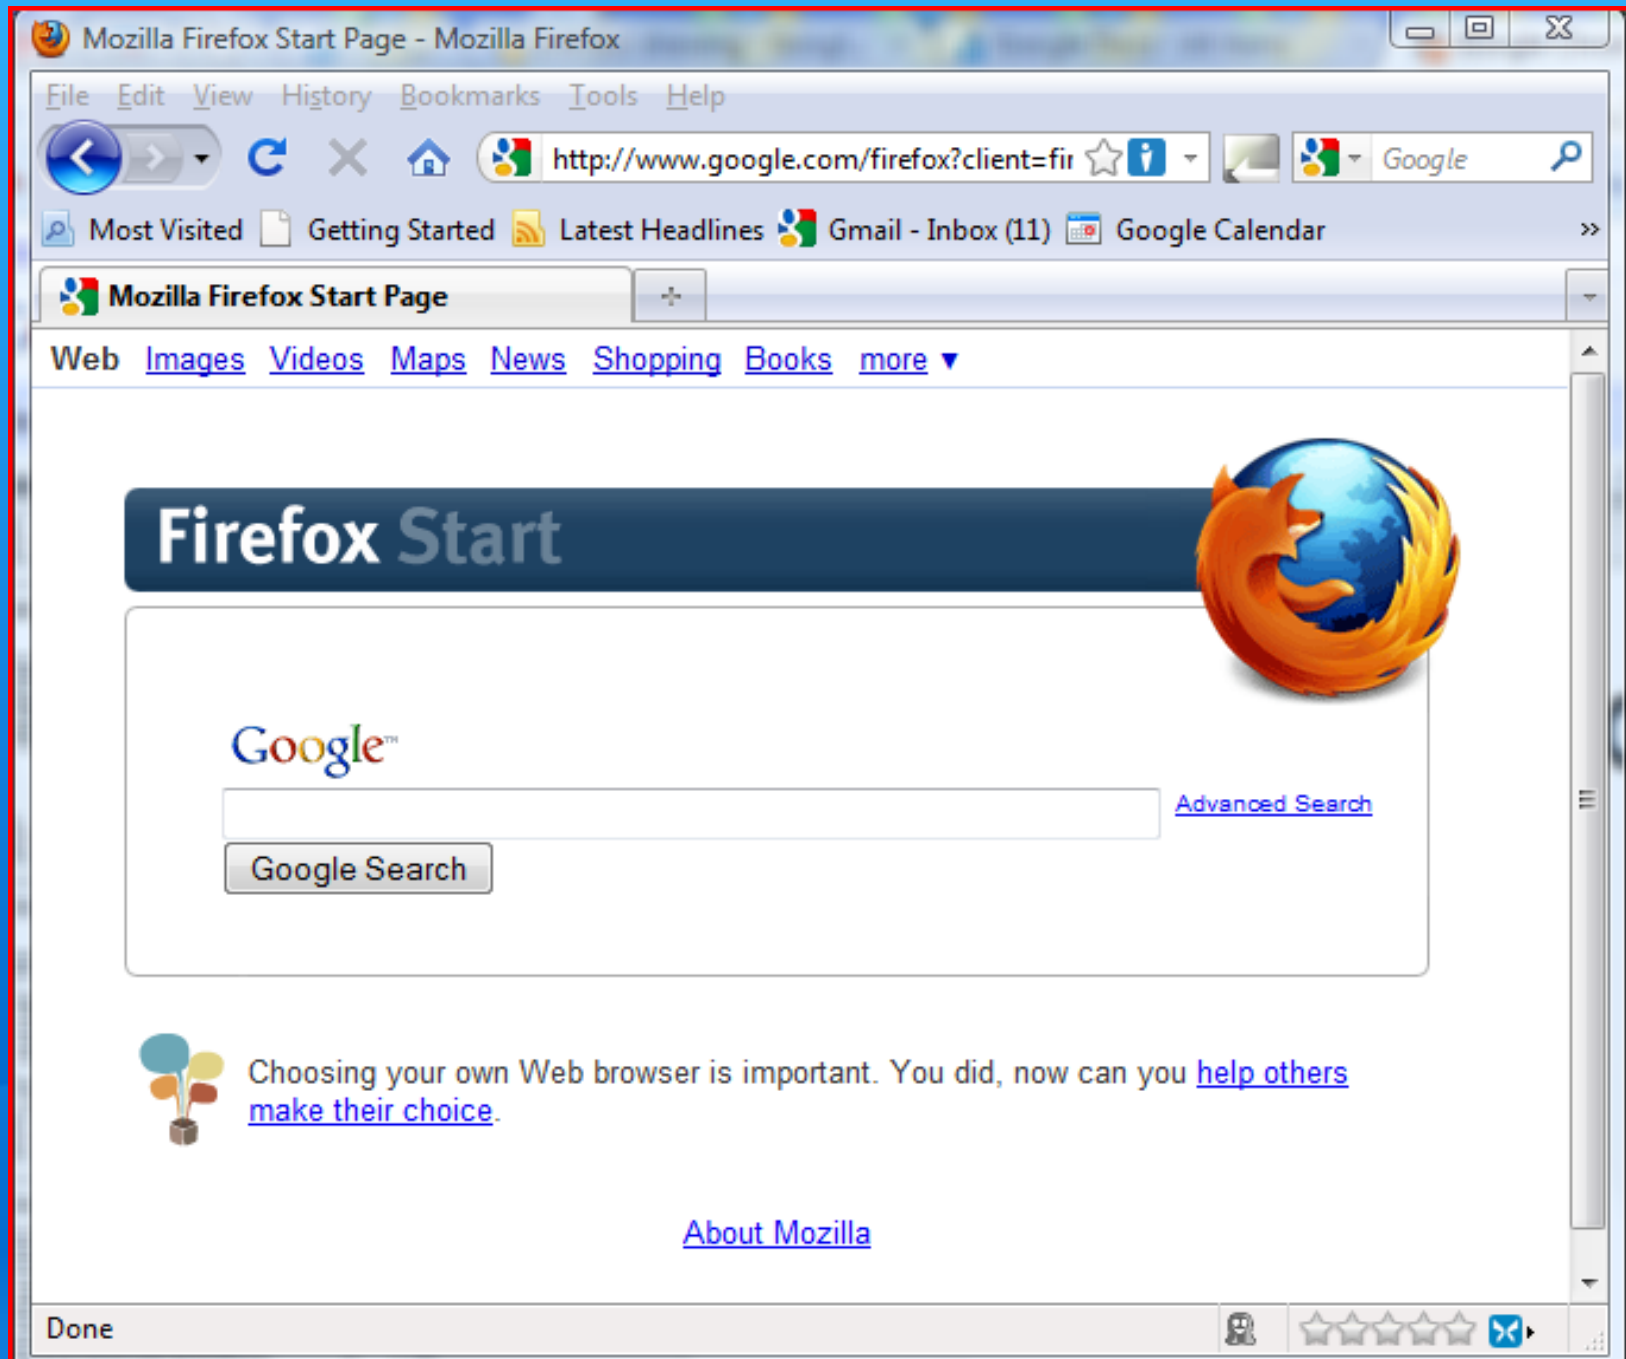 Mozilla Firefox Start Page - Mozilla Firefox
File Edit View History Bookmarks Tools Help
http://www.google.com/firefox?client=fir Google
Most Visited Getting Started Latest Headlines Gmail - Inbox (11) Google Calendar »
Mozilla Firefox Start Page
Web Images Videos Maps News Shopping Books more ▼
Firefox Start
Google™
Advanced Search
Google Search
Choosing your own Web browser is important. You did, now can you help others
make their choice.
About Mozilla
Done